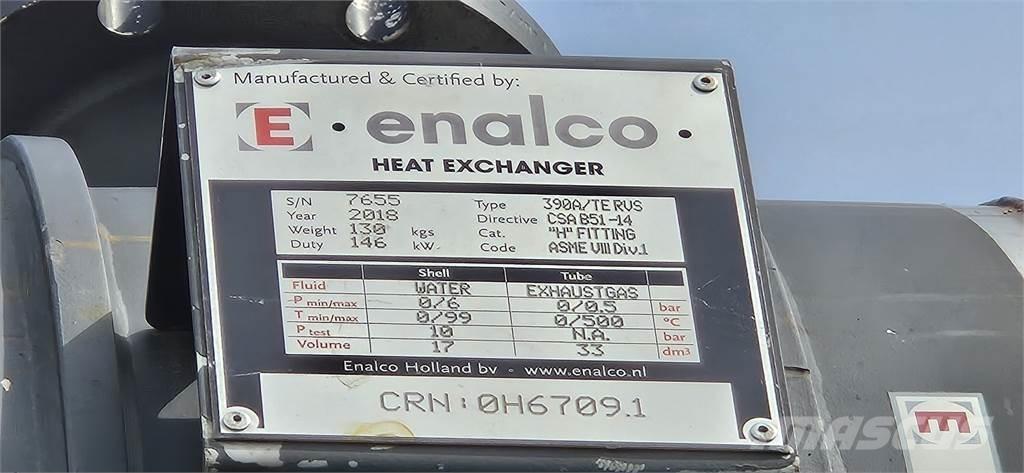 Manufactured & Certified by:
E • enalco •
HEAT EXCHANGER
S/N 7655 Type 390A/TE RVS
Year 2018 Directive CSA B51-14
Weight 130 kgs Cat. "H" FITTING
Duty 146 kW Code ASME VIII Div.1
Shell Tube
Fluid WATER EXHAUSTGAS
P min/max 0/6 0/0.5 bar
T min/max 0/99 0/500 °C
P test 10 N.A. bar
Volume 17 33 dm³
Enalco Holland bv - www.enalco.nl
CRN:0H6709.1
MASCUS